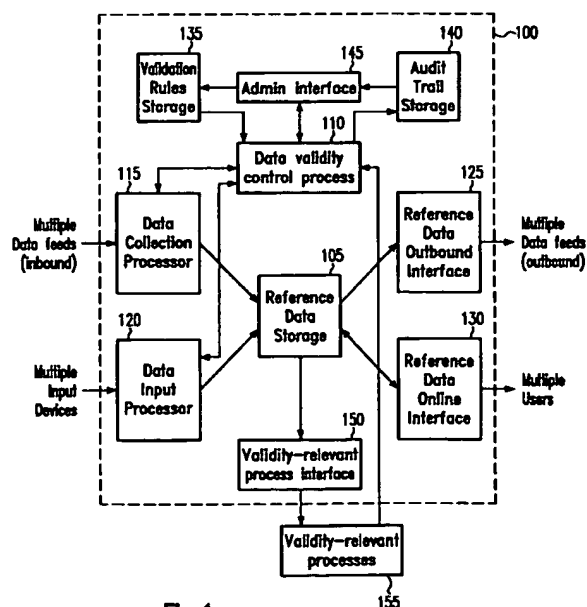 135
140
100
145
Validation
Rules
Storage
Admin interface
Audit
Trail
Storage
110
Data validity
control process
115
125
Multiple
Data feeds
(inbound)
Data
Collection
Processor
105
Reference
Data
Outbound
Interface
Multiple
Data feeds
(outbound)
Reference
Data
Storage
120
130
Multiple
Input
Devices
Data
Input
Processor
Reference
Data
Online
Interface
Multiple
Users
150
Validity-relevant
process interface
Validity-relevant
processes
155